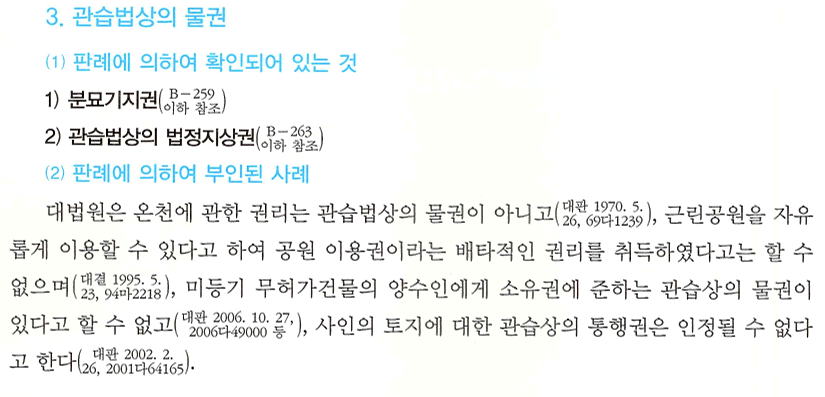 3. 관습법상의 물권
(1) 판례에 의하여 확인되어 있는 것
1) 분묘기지권(B-259 이하 참조)
2) 관습법상의 법정지상권(B-263 이하 참조)
(2) 판례에 의하여 부인된 사례
대법원은 온천에 관한 권리는 관습법상의 물권이 아니고(대판 1970. 5. 26, 69다1239), 근린공원을 자유
롭게 이용할 수 있다고 하여 공원 이용권이라는 배타적인 권리를 취득하였다고는 할 수
없으며(대결 1995. 5. 23, 94마2218), 미등기 무허가건물의 양수인에게 소유권에 준하는 관습상의 물권이
있다고 할 수 없고(대판 2006. 10. 27, 2006다49000 등), 사인의 토지에 대한 관습상의 통행권은 인정될 수 없다
고 한다(대판 2002. 2. 26, 2001다64165).